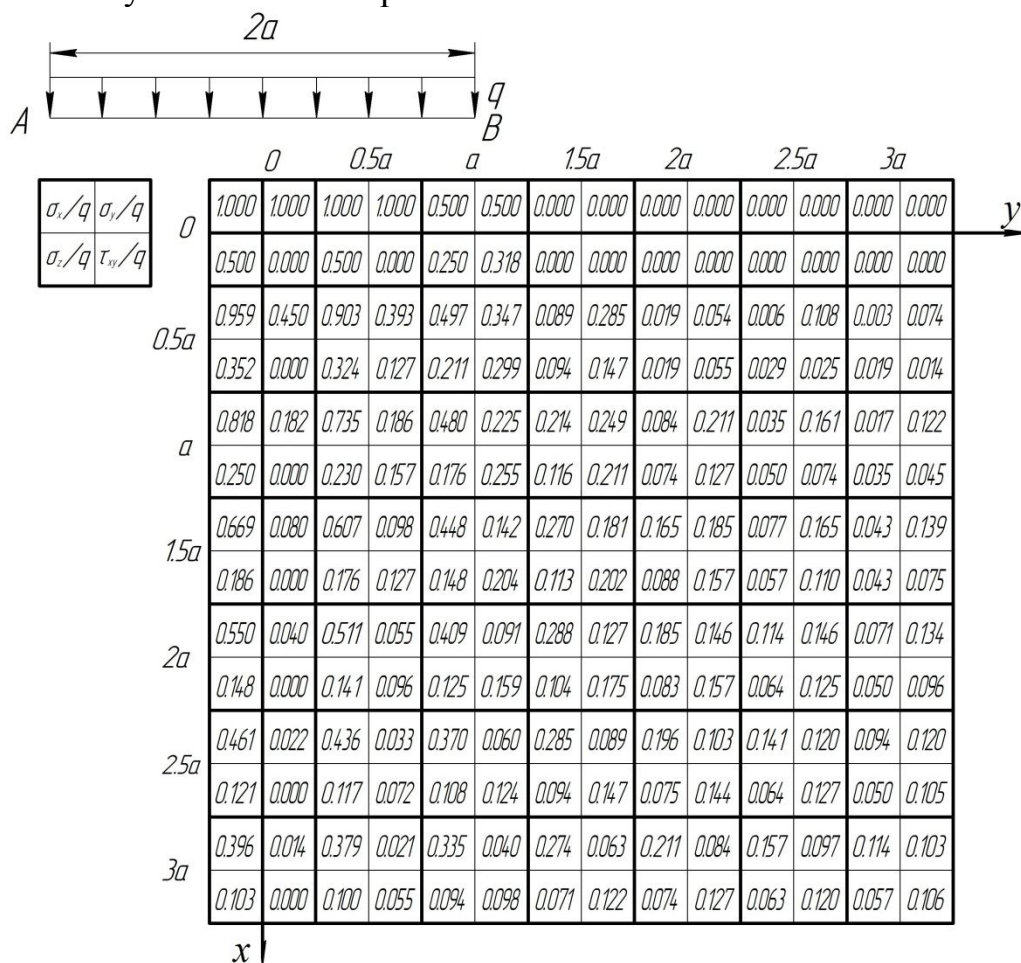 2a
q
A B
0 0.5a a 1.5a 2a 2.5a 3a
σx/q σy/q
σz/q τxy/q
0
1.000 1.000 1.000 1.000 0.500 0.500 0.000 0.000 0.000 0.000 0.000 0.000 0.000 0.000
y
0.500 0.000 0.500 0.000 0.250 0.318 0.000 0.000 0.000 0.000 0.000 0.000 0.000 0.000
0.5a
0.959 0.450 0.903 0.393 0.497 0.347 0.089 0.285 0.019 0.054 0.006 0.108 0.003 0.074
0.352 0.000 0.324 0.127 0.211 0.299 0.094 0.147 0.019 0.055 0.029 0.025 0.019 0.014
a
0.818 0.182 0.735 0.186 0.480 0.225 0.214 0.249 0.084 0.211 0.035 0.161 0.017 0.122
0.250 0.000 0.230 0.157 0.176 0.255 0.116 0.211 0.074 0.127 0.050 0.074 0.035 0.045
1.5a
0.669 0.080 0.607 0.098 0.448 0.142 0.270 0.181 0.165 0.185 0.077 0.165 0.043 0.139
0.186 0.000 0.176 0.127 0.148 0.204 0.113 0.202 0.088 0.157 0.057 0.110 0.043 0.075
2a
0.550 0.040 0.511 0.055 0.409 0.091 0.288 0.127 0.185 0.146 0.114 0.146 0.071 0.134
0.148 0.000 0.141 0.096 0.125 0.159 0.104 0.175 0.083 0.157 0.064 0.125 0.050 0.096
2.5a
0.461 0.022 0.436 0.033 0.370 0.060 0.285 0.089 0.196 0.103 0.141 0.120 0.094 0.120
0.121 0.000 0.117 0.072 0.108 0.124 0.094 0.147 0.075 0.144 0.064 0.127 0.050 0.105
3a
0.396 0.014 0.379 0.021 0.335 0.040 0.274 0.063 0.211 0.084 0.157 0.097 0.114 0.103
0.103 0.000 0.100 0.055 0.094 0.098 0.071 0.122 0.074 0.127 0.063 0.120 0.057 0.106
x